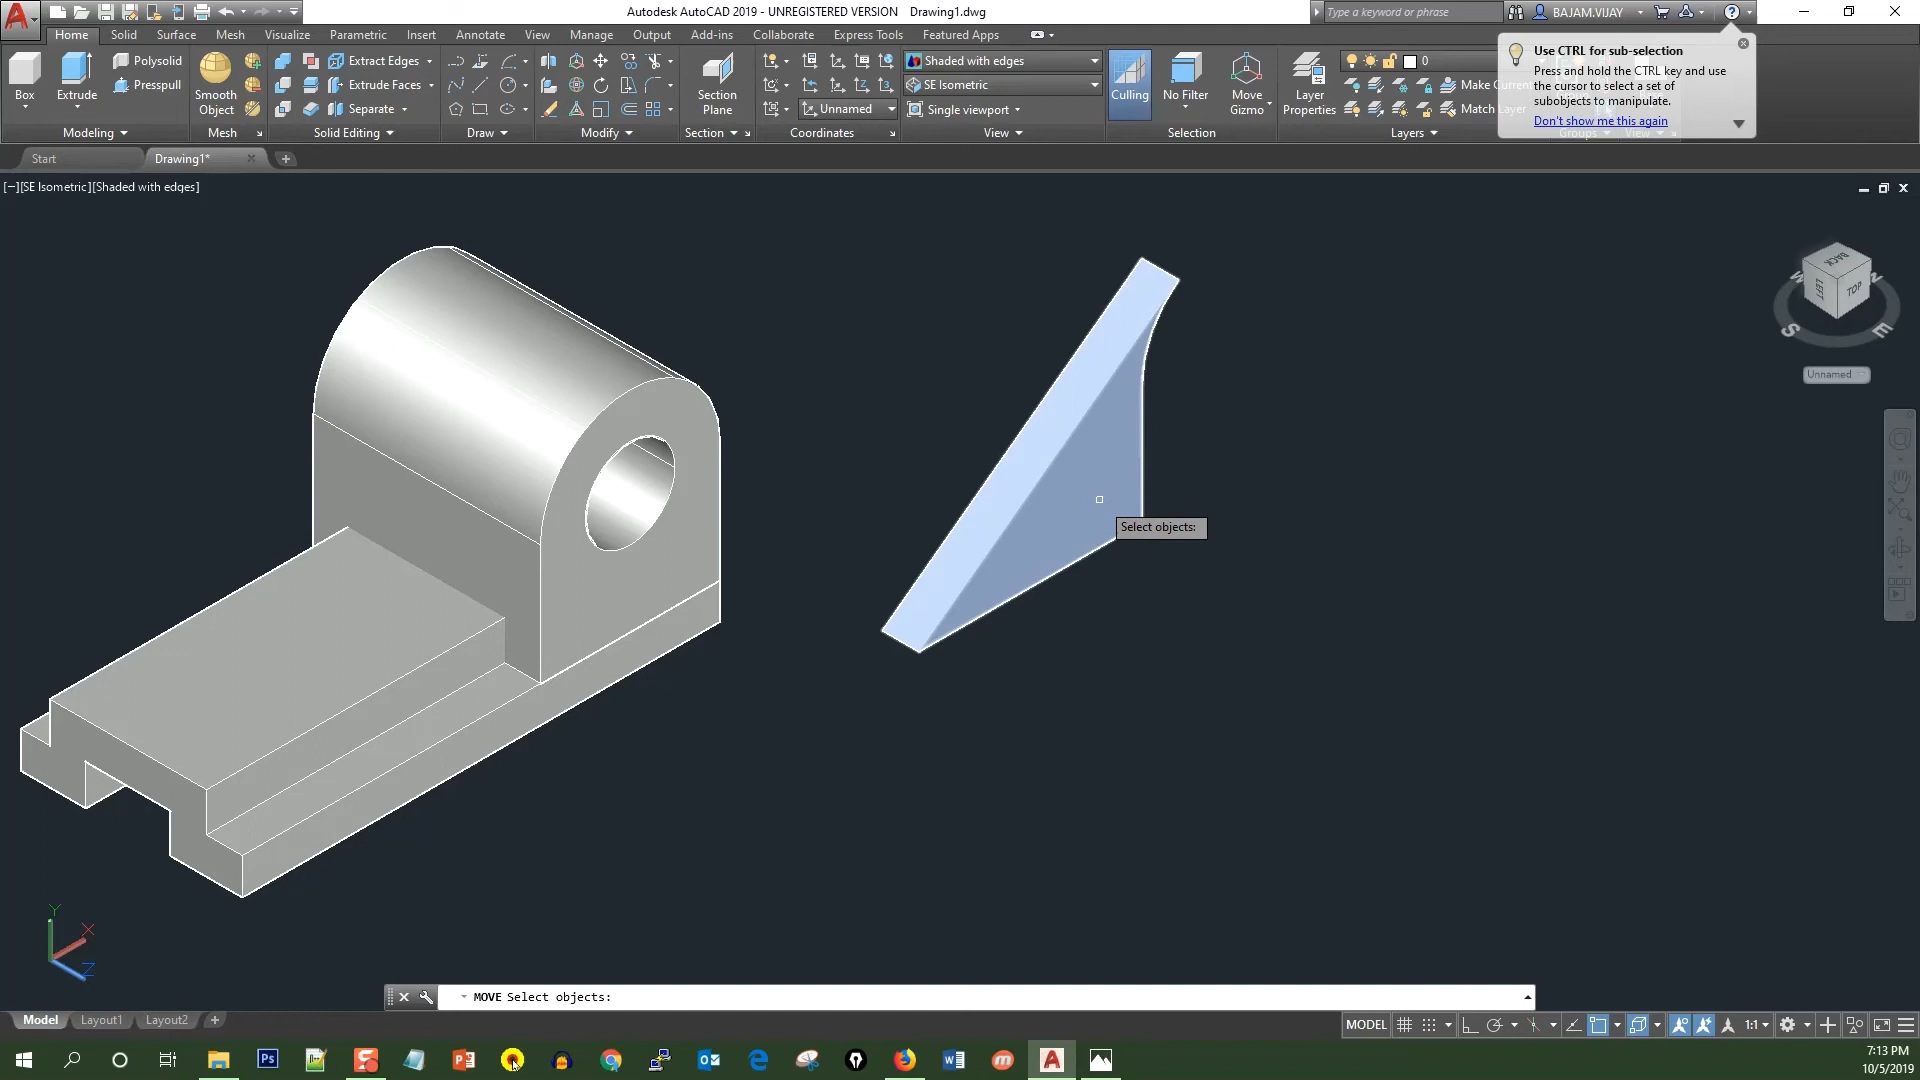 Autodesk AutoCAD 2019 - UNREGISTERED VERSION Drawing1.dwg
Type a keyword or phrase
BAJAM.VIJAY
Home Solid Surface Mesh Visualize Parametric Insert Annotate View Manage Output Add-ins Collaborate Express Tools Featured Apps
Box
Extrude
Polysolid
Presspull
Modeling
Smooth
Object
Mesh
Extract Edges
Extrude Faces
Separate
Solid Editing
Draw
Modify
Section
Plane
Section
Unnamed
Coordinates
Shaded with edges
SE Isometric
Single viewport
View
Culling
No Filter
Move
Gizmo
Selection
Layer
Properties
0
Make Current
Match Layer
Layers
Groups
View
Use CTRL for sub-selection
Press and hold the CTRL key and use
the cursor to select a set of
subobjects to manipulate.
Don't show me this again
Start
Drawing1*
[−][SE Isometric][Shaded with edges]
BACK
LEFT
TOP
W
N
S
E
Unnamed
Select objects:
Y
X
Z
MOVE Select objects:
Model
Layout1
Layout2
MODEL
1:1
7:13 PM
10/5/2019